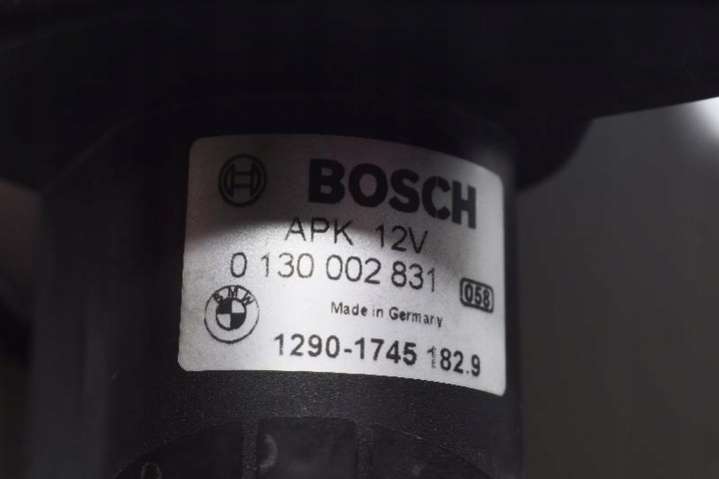 BOSCH
APK 12V
0 130 002 831
058
BMW
Made in Germany
1290-1745 182.9